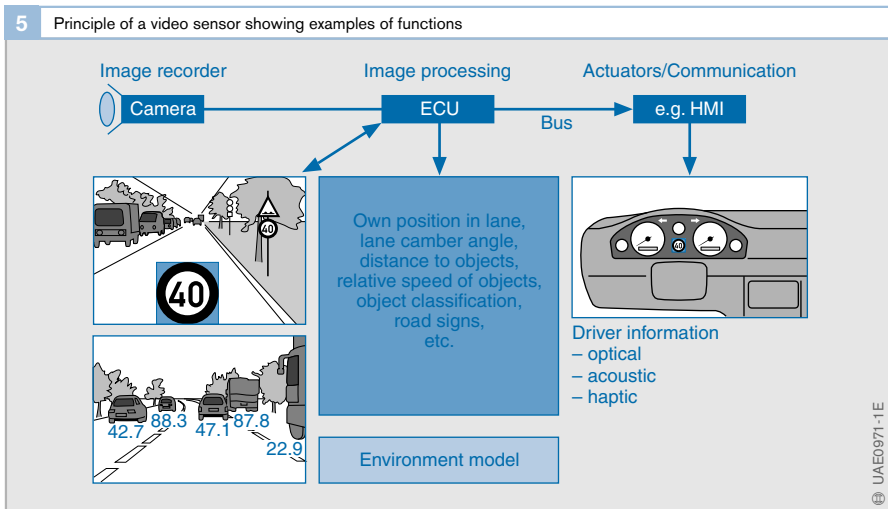 5 Principle of a video sensor showing examples of functions
Image recorder
Image processing
Actuators/Communication
Camera
ECU
Bus
e.g. HMI
40
40
Own position in lane,
lane camber angle,
distance to objects,
relative speed of objects,
object classification,
road signs,
etc.
40
Driver information
– optical
– acoustic
– haptic
42.7
88.3
47.1
87.8
22.9
Environment model
UAE0971-1E